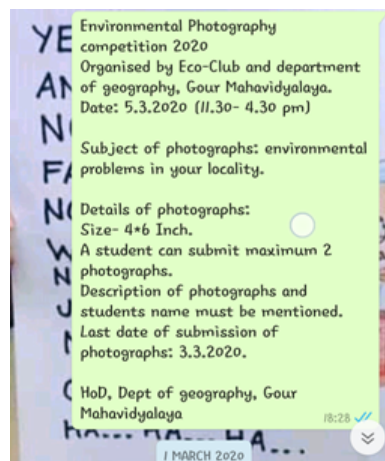 Environmental Photography
competition 2020
Organised by Eco-Club and department
of geography, Gour Mahavidyalaya.
Date: 5.3.2020 (11.30- 4.30 pm)
Subject of photographs: environmental
problems in your locality.
Details of photographs:
Size- 4*6 Inch.
A student can submit maximum 2
photographs.
Description of photographs and
students name must be mentioned.
Last date of submission of
photographs: 3.3.2020.
HoD, Dept of geography, Gour
Mahavidyalaya
18:28
1 MARCH 2020